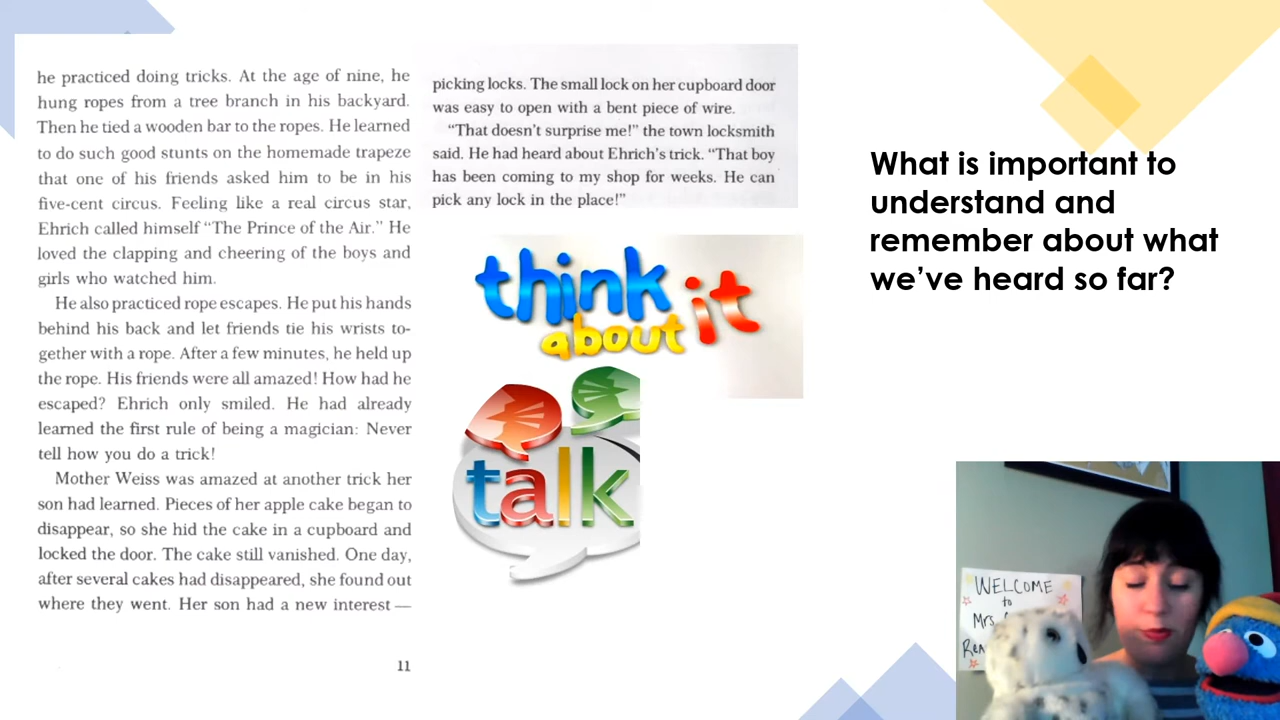 he practiced doing tricks. At the age of nine, he
hung ropes from a tree branch in his backyard.
Then he tied a wooden bar to the ropes. He learned
to do such good stunts on the homemade trapeze
that one of his friends asked him to be in his
five-cent circus. Feeling like a real circus star,
Ehrich called himself “The Prince of the Air.” He
loved the clapping and cheering of the boys and
girls who watched him.
He also practiced rope escapes. He put his hands
behind his back and let friends tie his wrists to-
gether with a rope. After a few minutes, he held up
the rope. His friends were all amazed! How had he
escaped? Ehrich only smiled. He had already
learned the first rule of being a magician: Never
tell how you do a trick!
Mother Weiss was amazed at another trick her
son had learned. Pieces of her apple cake began to
disappear, so she hid the cake in a cupboard and
locked the door. The cake still vanished. One day,
after several cakes had disappeared, she found out
where they went. Her son had a new interest —
11
picking locks. The small lock on her cupboard door
was easy to open with a bent piece of wire.
“That doesn’t surprise me!” the town locksmith
said. He had heard about Ehrich’s trick. “That boy
has been coming to my shop for weeks. He can
pick any lock in the place!”
think
about it
talk
What is important to
understand and
remember about what
we’ve heard so far?
WELCOME
to
Mrs.